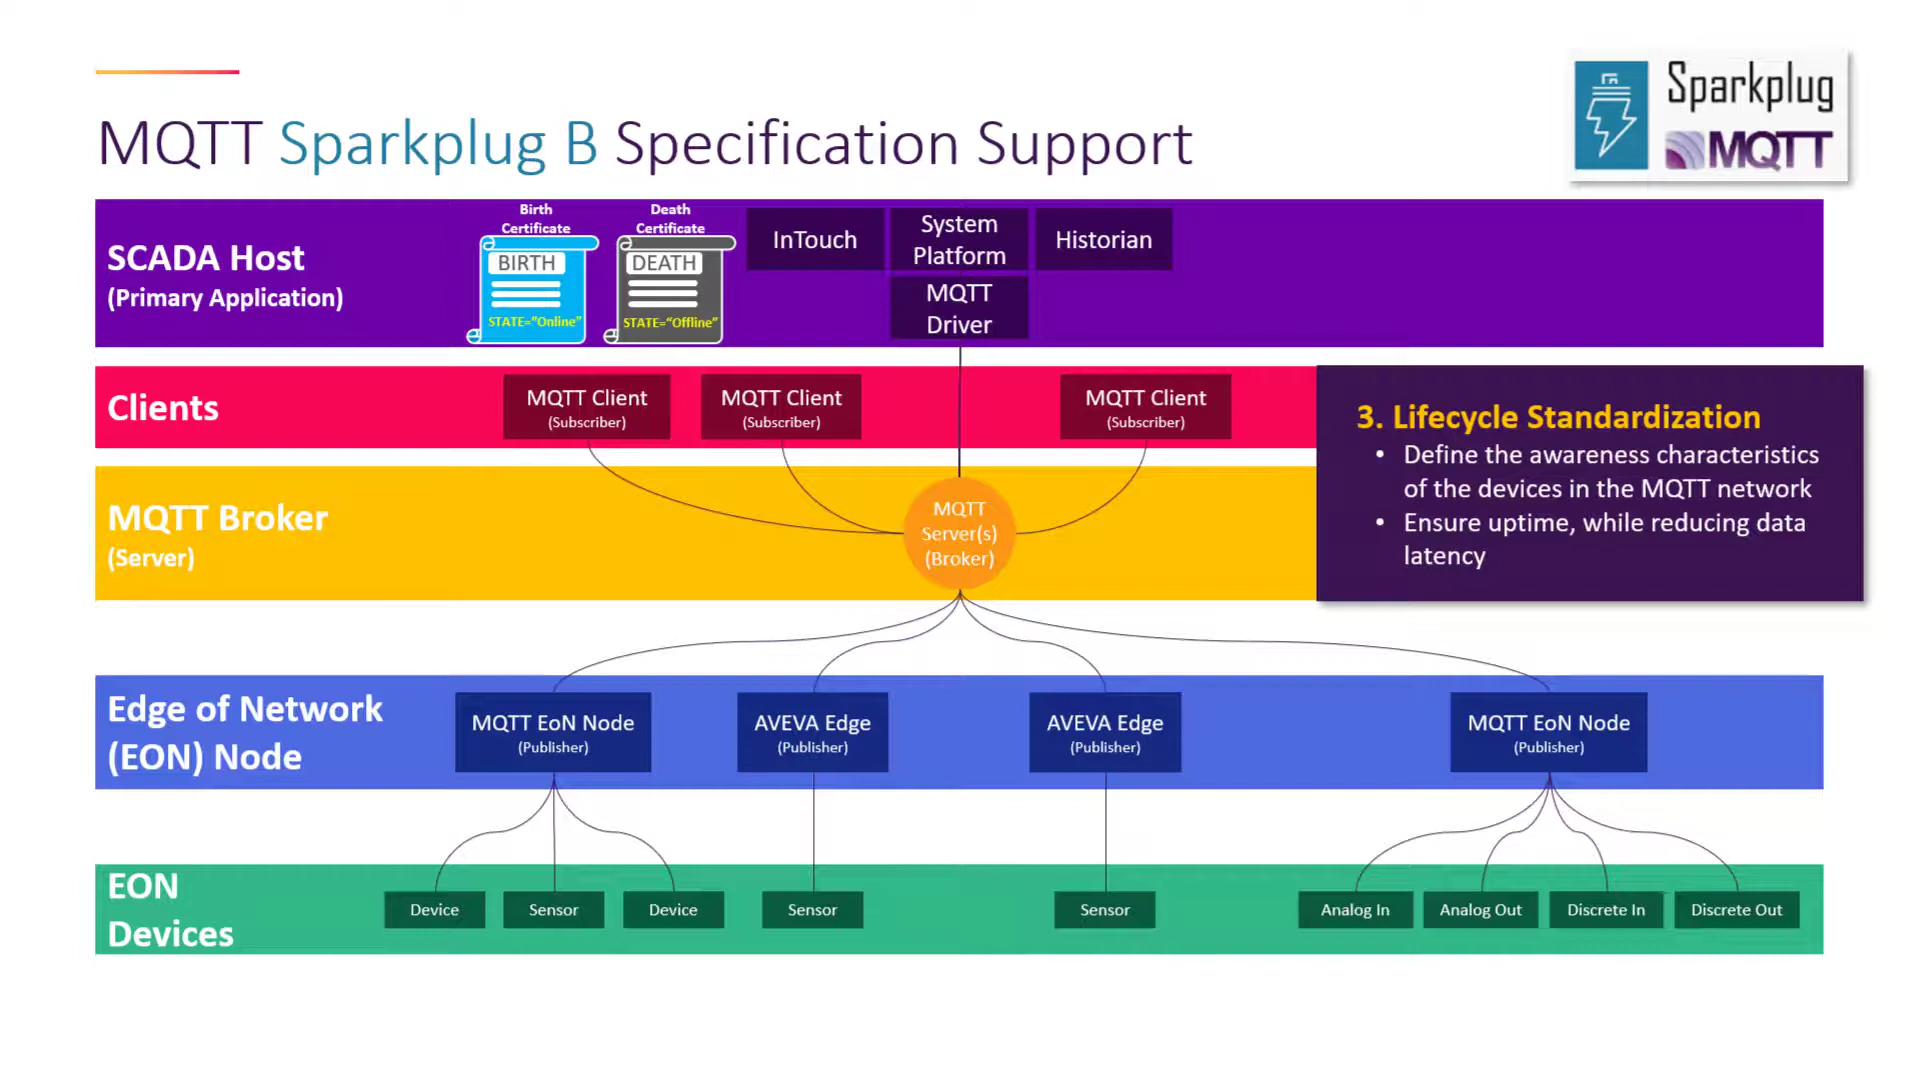 MQTT Sparkplug B Specification Support
Sparkplug
MQTT
SCADA Host
(Primary Application)
Birth
Certificate
BIRTH
STATE="Online"
Death
Certificate
DEATH
STATE="Offline"
InTouch
System
Platform
Historian
MQTT
Driver
Clients
MQTT Client
(Subscriber)
MQTT Client
(Subscriber)
MQTT Client
(Subscriber)
3. Lifecycle Standardization
• Define the awareness characteristics
of the devices in the MQTT network
• Ensure uptime, while reducing data
latency
MQTT Broker
(Server)
MQTT
Server(s)
(Broker)
Edge of Network
(EON) Node
MQTT EoN Node
(Publisher)
AVEVA Edge
(Publisher)
AVEVA Edge
(Publisher)
MQTT EoN Node
(Publisher)
EON
Devices
Device
Sensor
Device
Sensor
Sensor
Analog In
Analog Out
Discrete In
Discrete Out